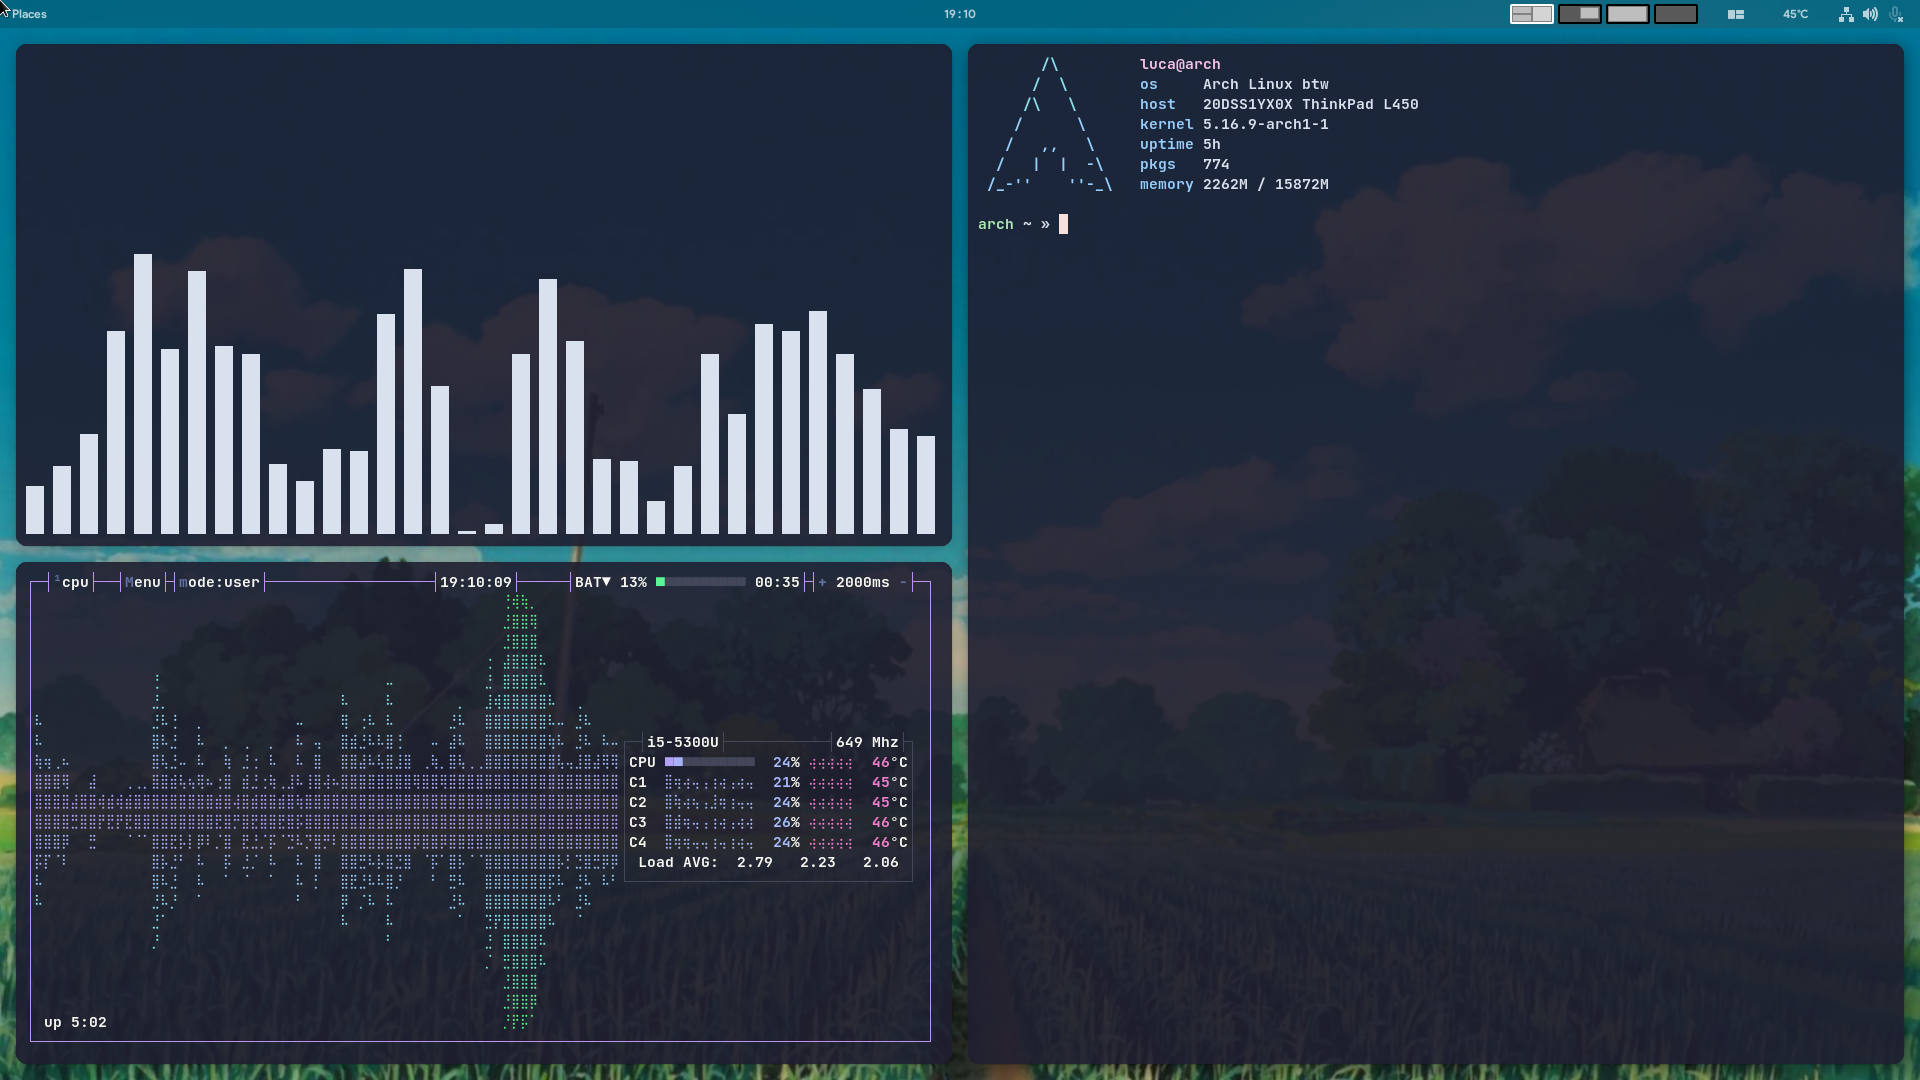 Places
19:10
45°C
luca@arch
os Arch Linux btw
host 20DSS1YX0X ThinkPad L450
kernel 5.16.9-arch1-1
uptime 5h
pkgs 774
memory 2262M / 15872M
arch ~ »
¹cpu Menu mode:user 19:10:09 BAT▼ 13% 00:35 + 2000ms -
i5-5300U 649 Mhz
CPU 24% 46°C
C1 21% 45°C
C2 24% 45°C
C3 26% 46°C
C4 24% 46°C
Load AVG: 2.79 2.23 2.06
up 5:02